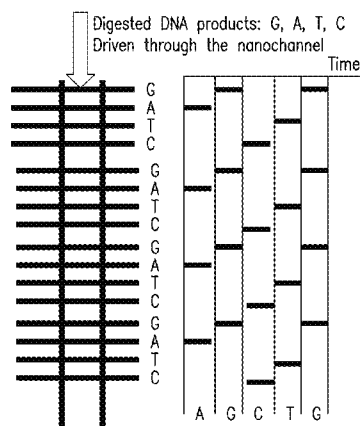 Digested DNA products: G, A, T, C
Driven through the nanochannel
Time
G
A
T
C
G
A
T
C
G
A
T
C
G
A
T
C
A G C T G